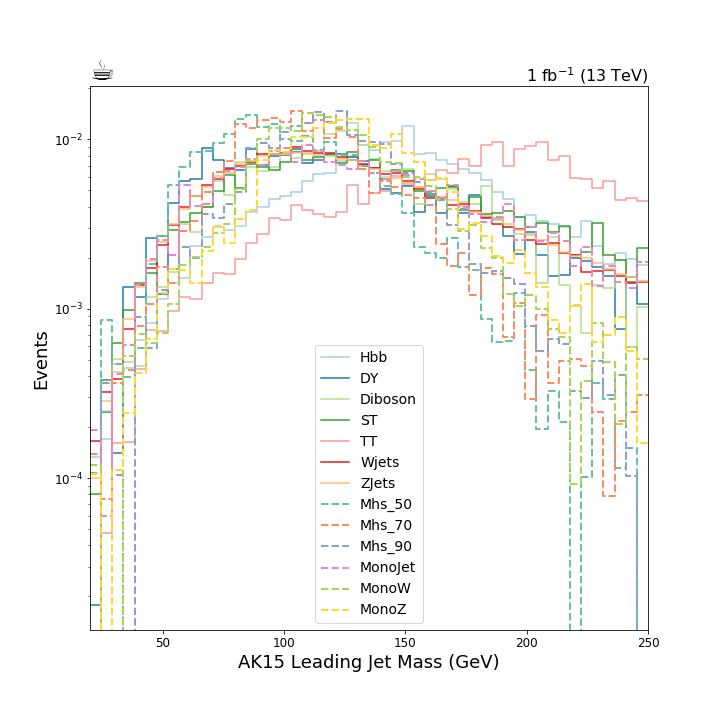 1 fb⁻¹ (13 TeV)
Events
10⁻²
10⁻³
10⁻⁴
Hbb
DY
Diboson
ST
TT
Wjets
ZJets
Mhs_50
Mhs_70
Mhs_90
MonoJet
MonoW
MonoZ
50 100 150 200 250
AK15 Leading Jet Mass (GeV)